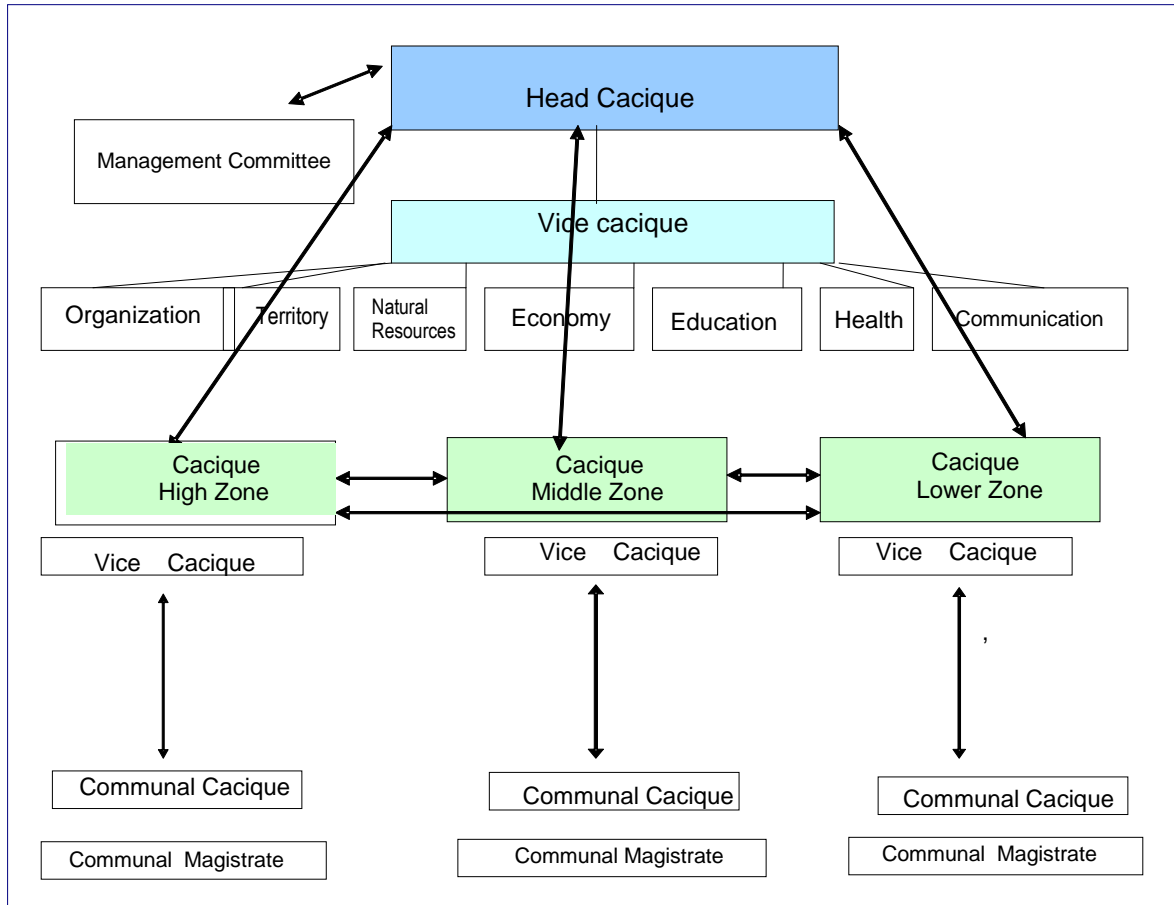 Head Cacique
Management Committee
Vice cacique
Organization
Territory
Natural
Resources
Economy
Education
Health
Communication
Cacique
High Zone
Cacique
Middle Zone
Cacique
Lower Zone
Vice Cacique
Vice Cacique
Vice Cacique
,
Communal Cacique
Communal Cacique
Communal Cacique
Communal Magistrate
Communal Magistrate
Communal Magistrate